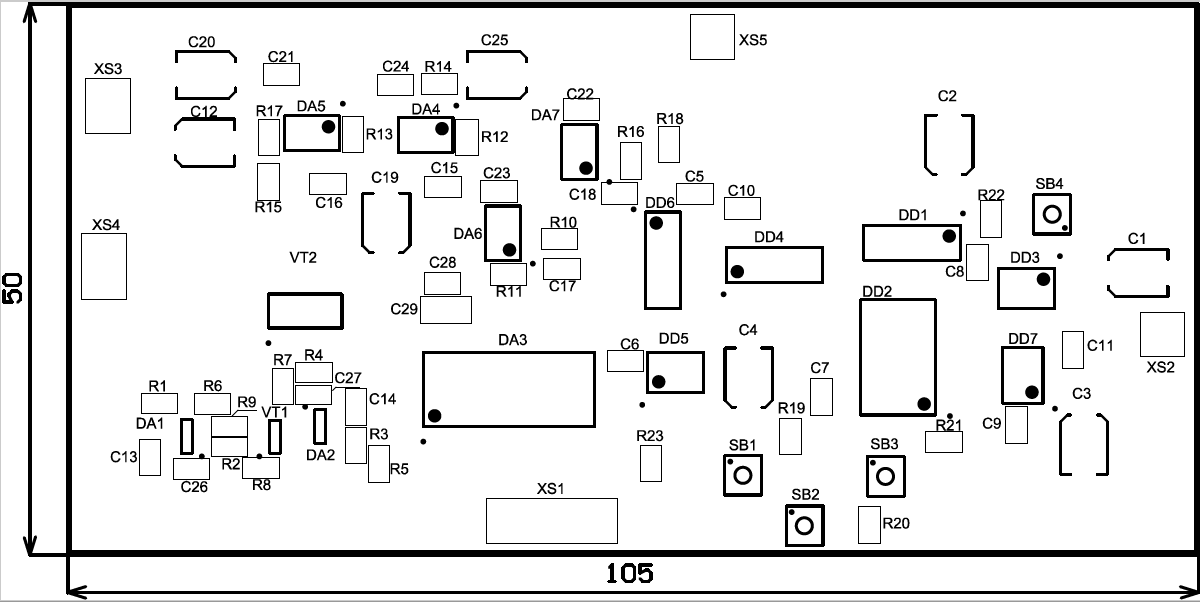 XS5
C20
C25
C21
XS3
C24
R14
C22
C12
R17
DA5
DA4
DA7
C2
R13
R12
R16
R18
C15
C23
C19
C18
C5
C10
SB4
R22
R15
C16
DD6
XS4
DA6
R10
DD4
DD1
C1
VT2
C28
C17
C8
DD3
R11
50
C29
DD2
DA3
C6
DD5
C4
DD7
C11
R7
R4
C7
XS2
C27
R1
R6
R9
C14
C3
VT1
R19
DA1
R21
C9
R3
R23
SB1
SB3
C13
R2
DA2
R5
C26
R8
XS1
SB2
R20
105